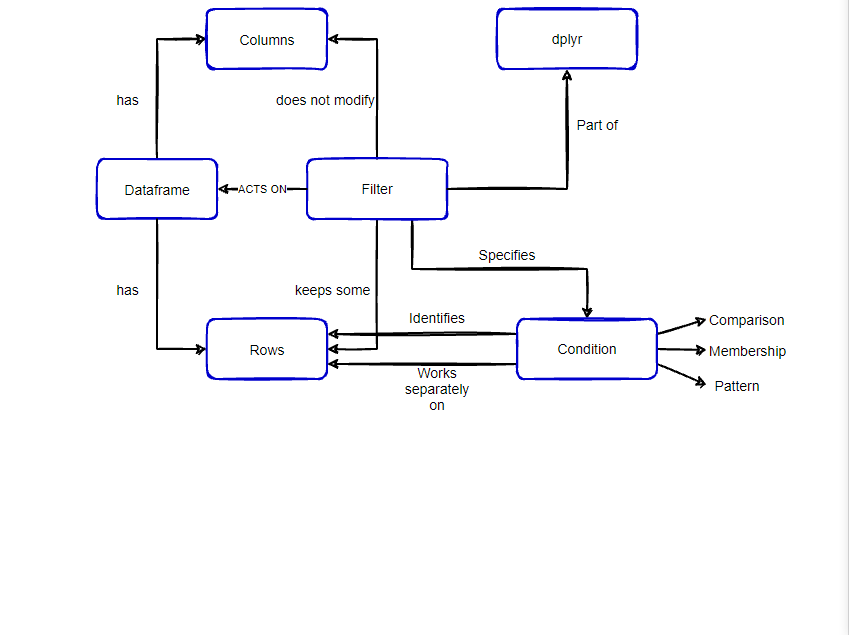 Columns
dplyr
has
does not modify
Part of
Dataframe
ACTS ON
Filter
Specifies
has
keeps some
Identifies
Comparison
Rows
Condition
Membership
Works
separately
on
Pattern